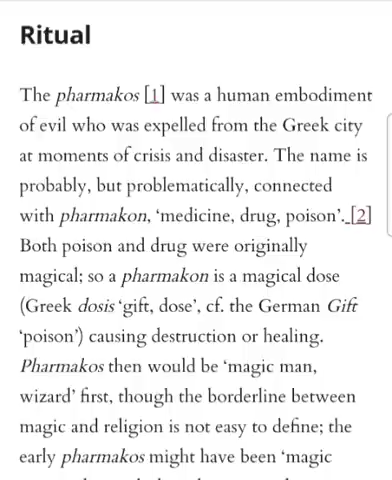 Ritual
The pharmakos [1] was a human embodiment
of evil who was expelled from the Greek city
at moments of crisis and disaster. The name is
probably, but problematically, connected
with pharmakon, ‘medicine, drug, poison’. [2]
Both poison and drug were originally
magical; so a pharmakon is a magical dose
(Greek dosis ‘gift, dose’, cf. the German Gift
‘poison’) causing destruction or healing.
Pharmakos then would be ‘magic man,
wizard’ first, though the borderline between
magic and religion is not easy to define; the
early pharmakos might have been ‘magic